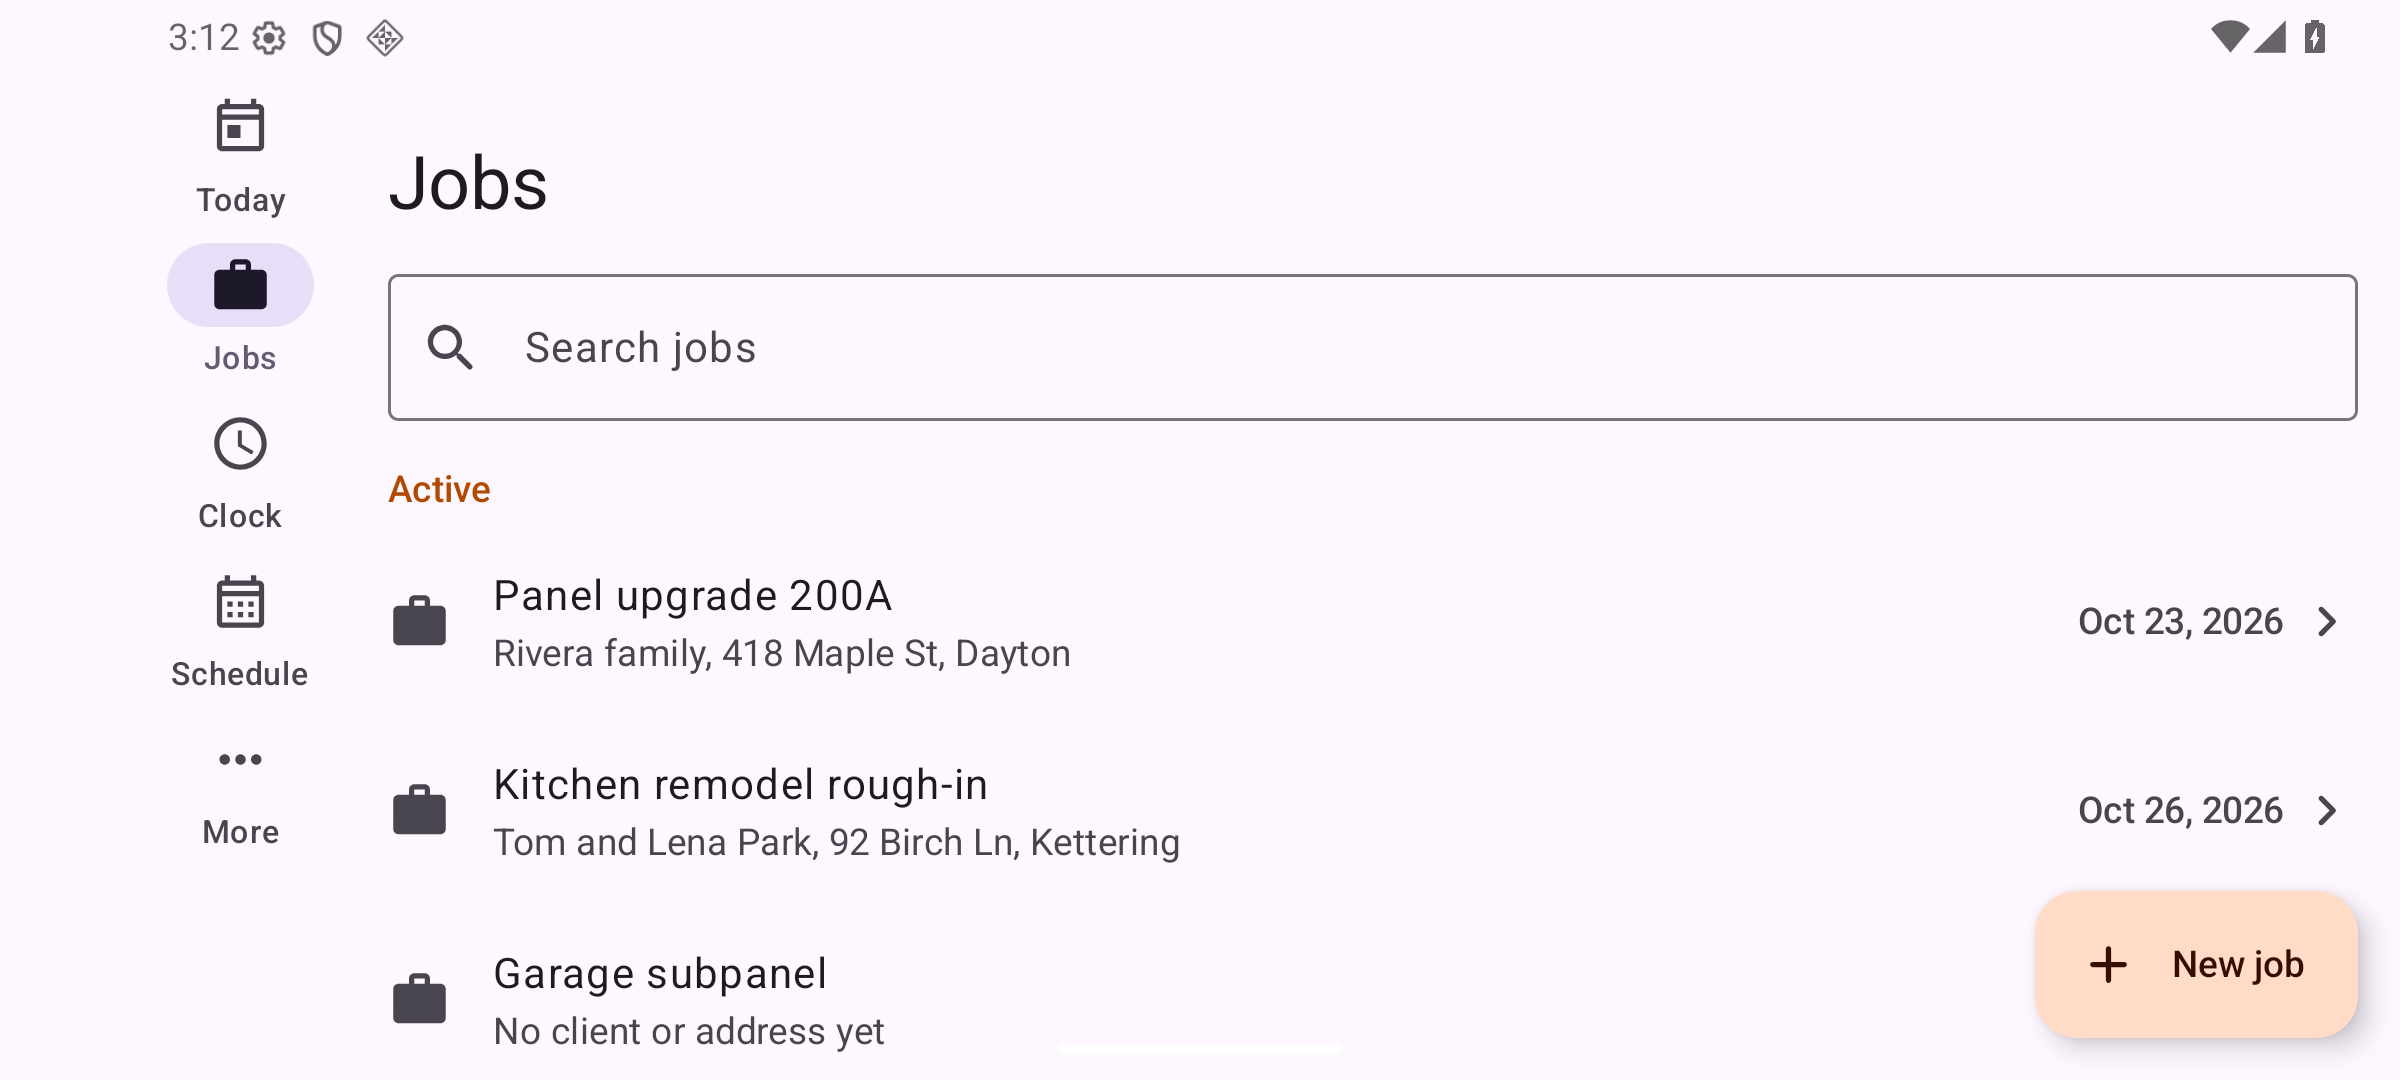 3:12
Today
Jobs
Clock
Schedule
More
Jobs
Search jobs
Active
Panel upgrade 200A
Rivera family, 418 Maple St, Dayton
Oct 23, 2026
Kitchen remodel rough-in
Tom and Lena Park, 92 Birch Ln, Kettering
Oct 26, 2026
Garage subpanel
No client or address yet
New job